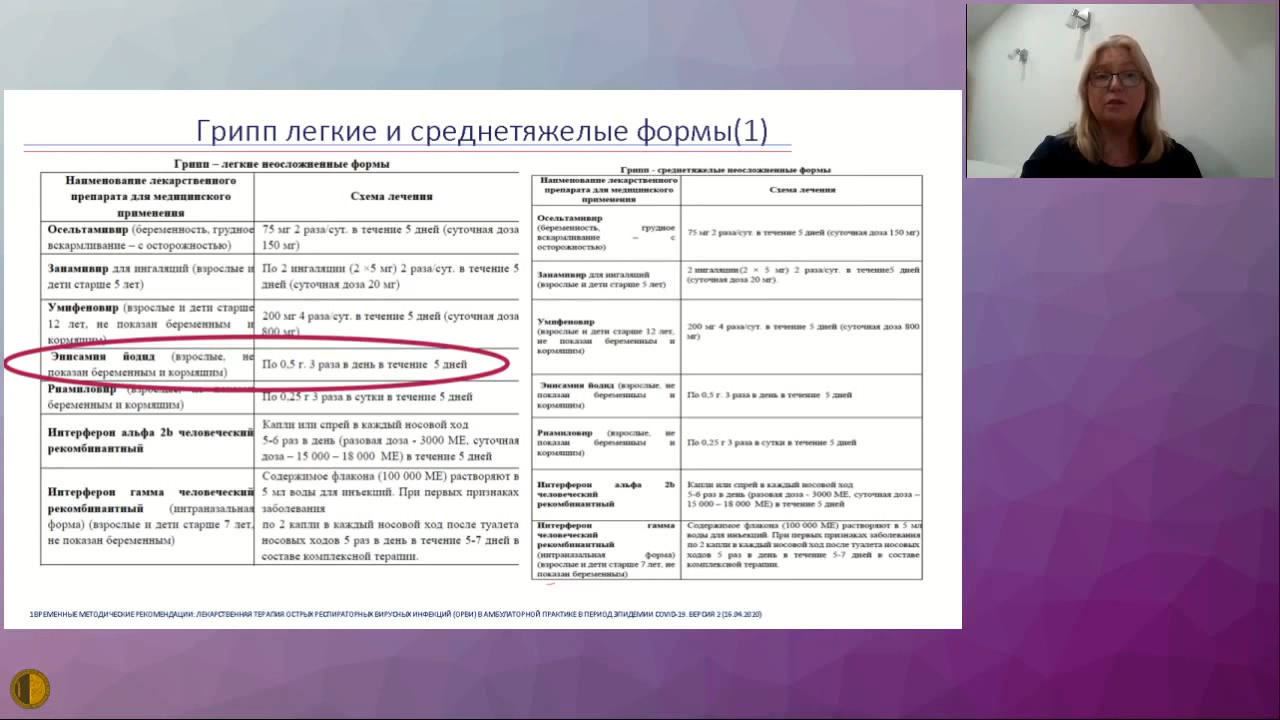 Грипп легкие и среднетяжелые формы(1)
Грипп – легкие неосложненные формы
Наименование лекарственного
препарата для медицинского
применения
Схема лечения
Осельтамивир (беременность, грудное
вскармливание – с осторожностью)
75 мг 2 раза/сут. в течение 5 дней (суточная доза
150 мг)
Занамивир для ингаляций (взрослые и
дети старше 5 лет)
По 2 ингаляции (2 ×5 мг) 2 раза/сут. в течение 5
дней (суточная доза 20 мг)
Умифеновир (взрослые и дети старше
12 лет, не показан беременным и
кормящим)
200 мг 4 раза/сут. в течение 5 дней (суточная доза
800 мг)
Энисамия йодид (взрослые, не
показан беременным и кормящим)
По 0,5 г. 3 раза в день в течение 5 дней
Риамиловир (взрослые, не показан
беременным и кормящим)
По 0,25 г 3 раза в сутки в течение 5 дней
Интерферон альфа 2b человеческий
рекомбинантный
Капли или спрей в каждый носовой ход
5-6 раз в день (разовая доза - 3000 МЕ, суточная
доза – 15 000 – 18 000 МЕ) в течение 5 дней
Интерферон гамма человеческий
рекомбинантный (интраназальная
форма) (взрослые и дети старше 7 лет,
не показан беременным)
Содержимое флакона (100 000 МЕ) растворяют в
5 мл воды для инъекций. При первых признаках
заболевания
по 2 капли в каждый носовой ход после туалета
носовых ходов 5 раз в день в течение 5-7 дней в
составе комплексной терапии.
Грипп - среднетяжелые неосложненные формы
Наименование лекарственного
препарата для медицинского
применения
Схема лечения
Осельтамивир
(беременность, грудное
вскармливание – с
осторожностью)
75 мг 2 раза/сут. в течение 5 дней (суточная доза 150 мг)
Занамивир для ингаляций
(взрослые и дети старше 5 лет)
2 ингаляции (2 × 5 мг) 2 раза/сут. в течение5 дней
(суточная доза 20 мг).
Умифеновир
(взрослые и дети старше 12 лет,
не показан беременным и
кормящим)
200 мг 4 раза/сут. в течение 5 дней (суточная доза 800
мг)
Энисамия йодид (взрослые, не
показан беременным и
кормящим)
По 0,5 г. 3 раза в день в течение 5 дней
Риамиловир (взрослые, не
показан беременным и
кормящим)
По 0,25 г 3 раза в сутки в течение 5 дней
Интерферон альфа 2b
человеческий
рекомбинантный
Капли или спрей в каждый носовой ход
5-6 раз в день (разовая доза - 3000 МЕ, суточная доза –
15 000 – 18 000 МЕ) в течение 5 дней
Интерферон гамма
человеческий
рекомбинантный
(интраназальная форма)
(взрослые и дети старше 7 лет, не
показан беременным)
Содержимое флакона (100 000 МЕ) растворяют в 5 мл
воды для инъекций. При первых признаках заболевания
по 2 капли в каждый носовой ход после туалета носовых
ходов 5 раз в день в течение 5-7 дней в составе
комплексной терапии.
1 ВРЕМЕННЫЕ МЕТОДИЧЕСКИЕ РЕКОМЕНДАЦИИ: ЛЕКАРСТВЕННАЯ ТЕРАПИЯ ОСТРЫХ РЕСПИРАТОРНЫХ ВИРУСНЫХ ИНФЕКЦИЙ (ОРВИ) В АМБУЛАТОРНОЙ ПРАКТИКЕ В ПЕРИОД ЭПИДЕМИИ COVID-19. ВЕРСИЯ 2 (16.04.2020)